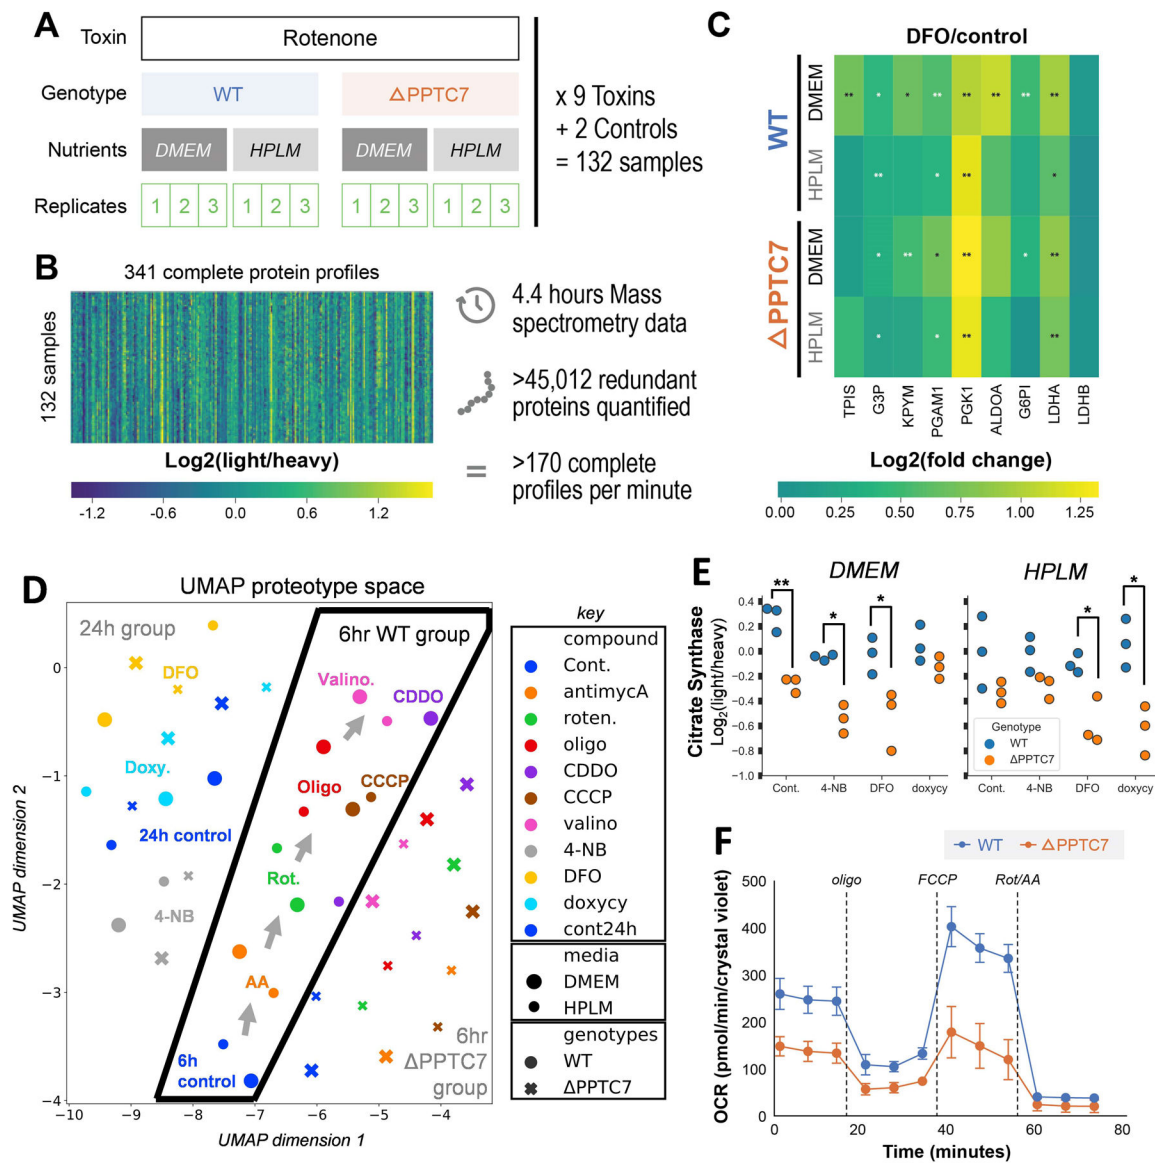 A
Toxin
Rotenone
Genotype
WT
△PPTC7
Nutrients
DMEM
HPLM
DMEM
HPLM
Replicates
1 2 3 1 2 3 1 2 3 1 2 3
x 9 Toxins
+ 2 Controls
= 132 samples
B
341 complete protein profiles
132 samples
Log2(light/heavy)
-1.2 -0.6 0.0 0.6 1.2
4.4 hours Mass
spectrometry data
>45,012 redundant
proteins quantified
=
>170 complete
profiles per minute
C
DFO/control
WT
DMEM
HPLM
△PPTC7
DMEM
HPLM
** * * ** ** ** ** **
** * ** *
* ** * ** * **
* * ** **
TPIS G3P KPYM PGAM1 PGK1 ALDOA G6PI LDHA LDHB
Log2(fold change)
0.00 0.25 0.50 0.75 1.00 1.25
D
UMAP proteotype space
24h group
6hr WT group
DFO
Valino.
CDDO
Doxy.
Oligo
CCCP
24h control
Rot.
4-NB
AA
6h
control
6hr
△PPTC7
group
UMAP dimension 2
0
−1
−2
−3
−4
−10 −9 −8 −7 −6 −5 −4
UMAP dimension 1
key
compound
Cont.
antimycA
roten.
oligo
CDDO
CCCP
valino
4-NB
DFO
doxycy
cont24h
media
DMEM
HPLM
genotypes
WT
ΔPPTC7
E
DMEM
HPLM
Citrate Synthase
Log2(light/heavy)
0.4
0.2
0.0
−0.2
−0.4
−0.6
−0.8
−1.0
** * * * *
Genotype
WT
ΔPPTC7
Cont. 4-NB DFO doxycy
Cont. 4-NB DFO doxycy
F
WT
△PPTC7
oligo
FCCP
Rot/AA
OCR (pmol/min/crystal violet)
500
400
300
200
100
0
0 20 40 60 80
Time (minutes)